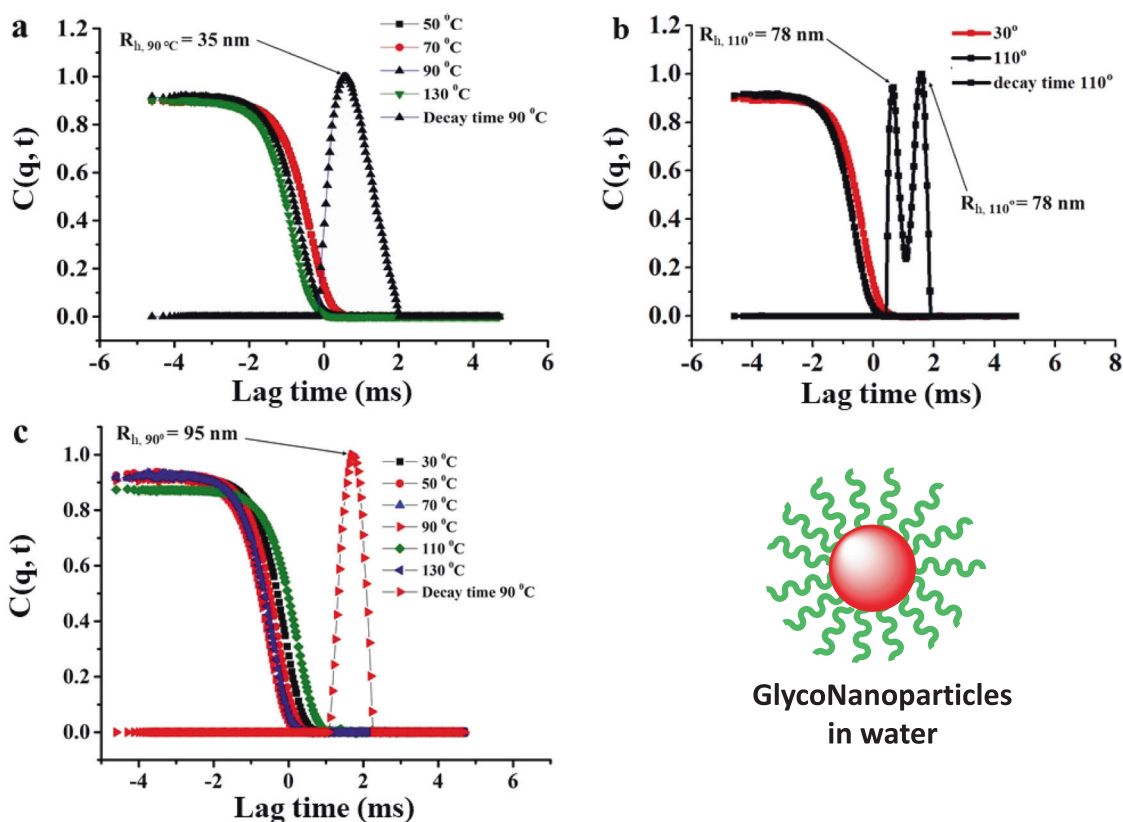 a
1.2
1.0
0.8
0.6
0.4
0.2
0.0
C(q, t)
-6
-4
-2
0
2
4
6
Lag time (ms)
Rh, 90 °C = 35 nm
50 °C
70 °C
90 °C
130 °C
Decay time 90 °C
b
1.2
1.0
0.8
0.6
0.4
0.2
0.0
C(q, t)
-6
-4
-2
0
2
4
6
8
Lag time (ms)
Rh, 110° = 78 nm
30°
110°
decay time 110°
Rh, 110° = 78 nm
c
1.0
0.8
0.6
0.4
0.2
0.0
C(q, t)
-4
-2
0
2
4
6
Lag time (ms)
Rh, 90° = 95 nm
30 °C
50 °C
70 °C
90 °C
110 °C
130 °C
Decay time 90 °C
GlycoNanoparticles
in water